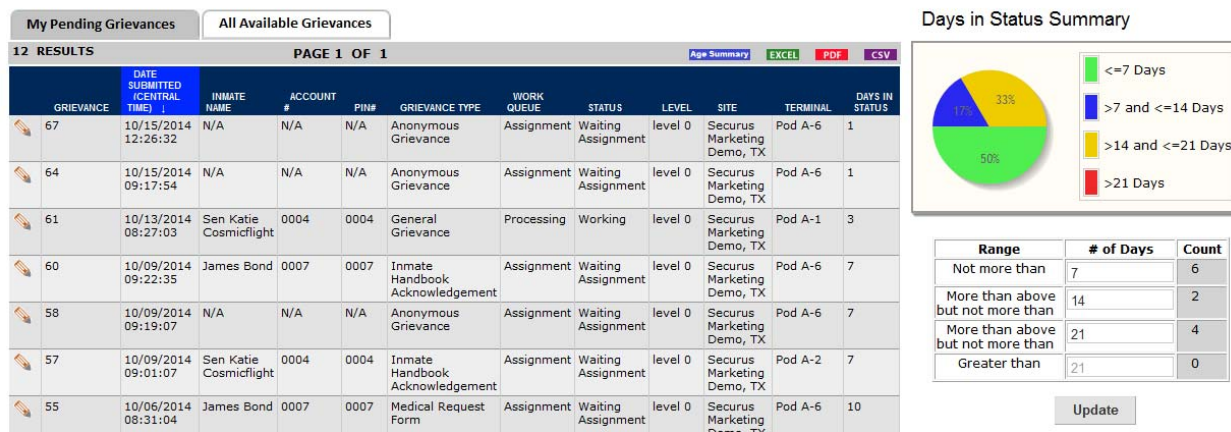 My Pending Grievances
All Available Grievances
12 RESULTS
PAGE 1 OF 1
Age Summary
EXCEL
PDF
CSV
GRIEVANCE
DATE
SUBMITTED
(CENTRAL
TIME) ↓
INMATE
NAME
ACCOUNT
#
PIN#
GRIEVANCE TYPE
WORK
QUEUE
STATUS
LEVEL
SITE
TERMINAL
DAYS IN
STATUS
67 10/15/2014 N/A N/A N/A Anonymous Assignment Waiting level 0 Securus Pod A-6 1
12:26:32 Grievance Assignment Marketing
Demo, TX
64 10/15/2014 N/A N/A N/A Anonymous Assignment Waiting level 0 Securus Pod A-6 1
09:17:54 Grievance Assignment Marketing
Demo, TX
61 10/13/2014 Sen Katie 0004 0004 General Processing Working level 0 Securus Pod A-1 3
08:27:03 Cosmicflight Grievance Marketing
Demo, TX
60 10/09/2014 James Bond 0007 0007 Inmate Assignment Waiting level 0 Securus Pod A-6 7
09:22:35 Handbook Assignment Marketing
Acknowledgement Demo, TX
58 10/09/2014 N/A N/A N/A Anonymous Assignment Waiting level 0 Securus Pod A-6 7
09:19:07 Grievance Assignment Marketing
Demo, TX
57 10/09/2014 Sen Katie 0004 0004 Inmate Assignment Waiting level 0 Securus Pod A-2 7
09:01:07 Cosmicflight Handbook Assignment Marketing
Acknowledgement Demo, TX
55 10/06/2014 James Bond 0007 0007 Medical Request Assignment Waiting level 0 Securus Pod A-6 10
08:31:04 Form Assignment Marketing
Demo, TX
Days in Status Summary
33%
17%
50%
<=7 Days
>7 and <=14 Days
>14 and <=21 Days
>21 Days
Range # of Days Count
Not more than 7 6
More than above
but not more than 14 2
More than above
but not more than 21 4
Greater than 21 0
Update